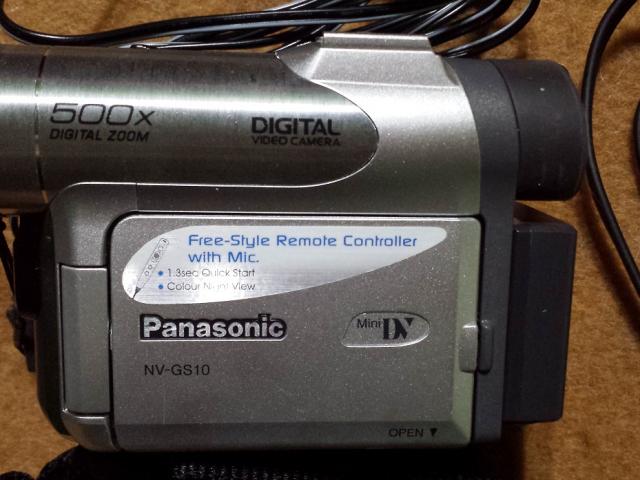 500x
DIGITAL ZOOM
DIGITAL
VIDEO CAMERA
Free-Style Remote Controller
with Mic.
• 1.3sec Quick Start
• Colour Night View
Panasonic
Mini DV
NV-GS10
OPEN ▼